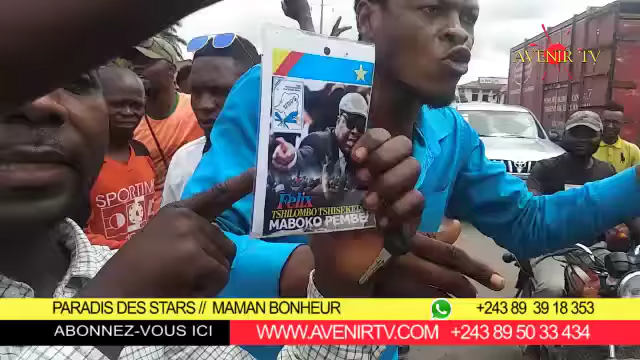 AVENIR TV
SPORTING
Felix
TSHILOMBO TSHISEKEDI
MABOKO PEMBE
PARADIS DES STARS // MAMAN BONHEUR
+243 89 39 18 353
ABONNEZ-VOUS ICI
WWW.AVENIRTV.COM
+243 89 50 33 434